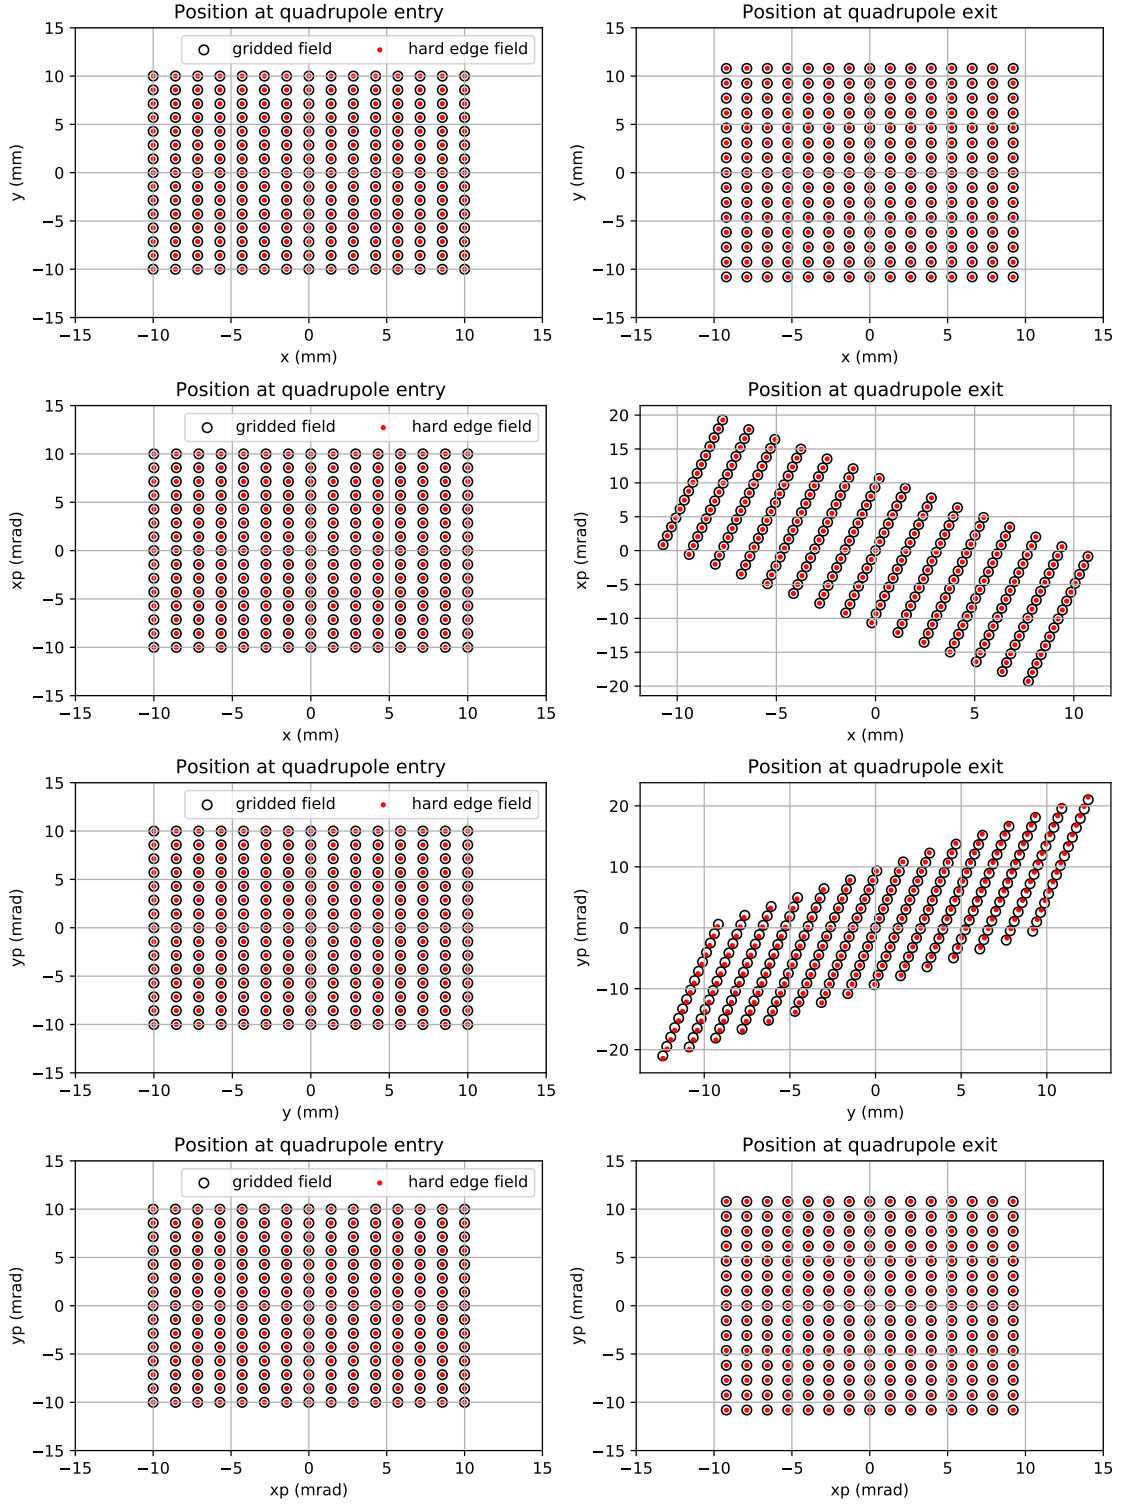 Position at quadrupole entry
15
10
5
0
−5
−10
−15
y (mm)
gridded field
hard edge field
−15 −10 −5 0 5 10 15
x (mm)
Position at quadrupole exit
15
10
5
0
−5
−10
−15
y (mm)
−15 −10 −5 0 5 10 15
x (mm)
Position at quadrupole entry
15
10
5
0
−5
−10
−15
xp (mrad)
gridded field
hard edge field
−15 −10 −5 0 5 10 15
x (mm)
Position at quadrupole exit
20
15
10
5
0
−5
−10
−15
−20
xp (mrad)
−10 −5 0 5 10
x (mm)
Position at quadrupole entry
15
10
5
0
−5
−10
−15
yp (mrad)
gridded field
hard edge field
−15 −10 −5 0 5 10 15
y (mm)
Position at quadrupole exit
20
10
0
−10
−20
yp (mrad)
−10 −5 0 5 10
y (mm)
Position at quadrupole entry
15
10
5
0
−5
−10
−15
yp (mrad)
gridded field
hard edge field
−15 −10 −5 0 5 10 15
xp (mrad)
Position at quadrupole exit
15
10
5
0
−5
−10
−15
yp (mrad)
−15 −10 −5 0 5 10 15
xp (mrad)